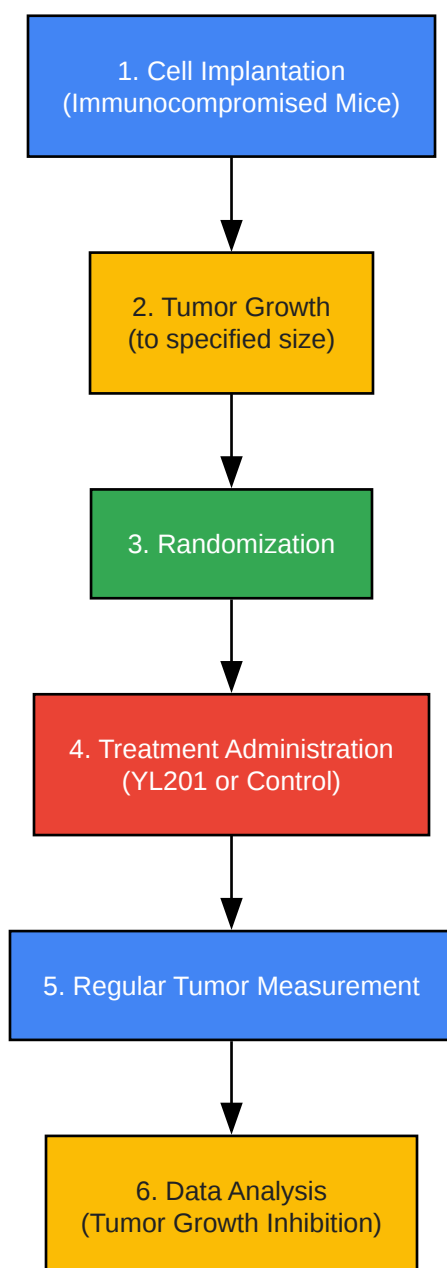 1. Cell Implantation
(Immunocompromised Mice)
2. Tumor Growth
(to specified size)
3. Randomization
4. Treatment Administration
(YL201 or Control)
5. Regular Tumor Measurement
6. Data Analysis
(Tumor Growth Inhibition)